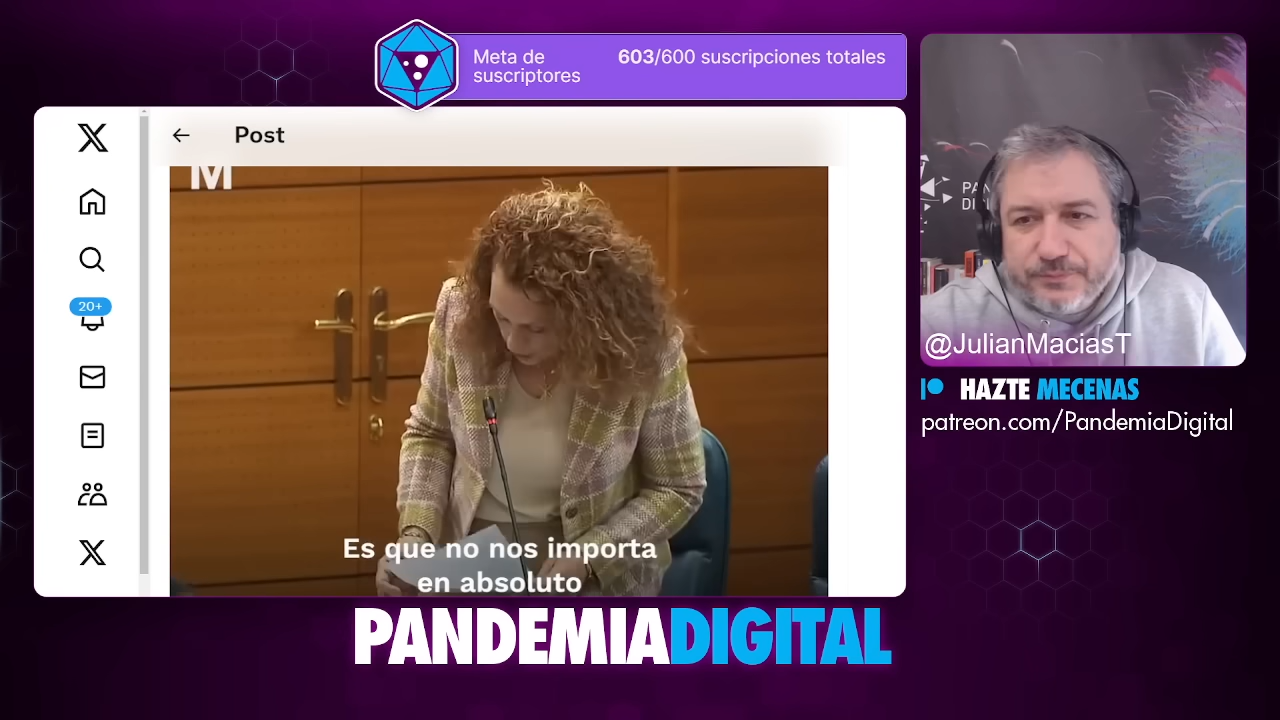 Meta de
suscriptores
603/600 suscripciones totales
Post
20+
M
Es que no nos importa
en absoluto
@JulianMaciasT
HAZTE MECENAS
patreon.com/PandemiaDigital
PANDEMIADIGITAL